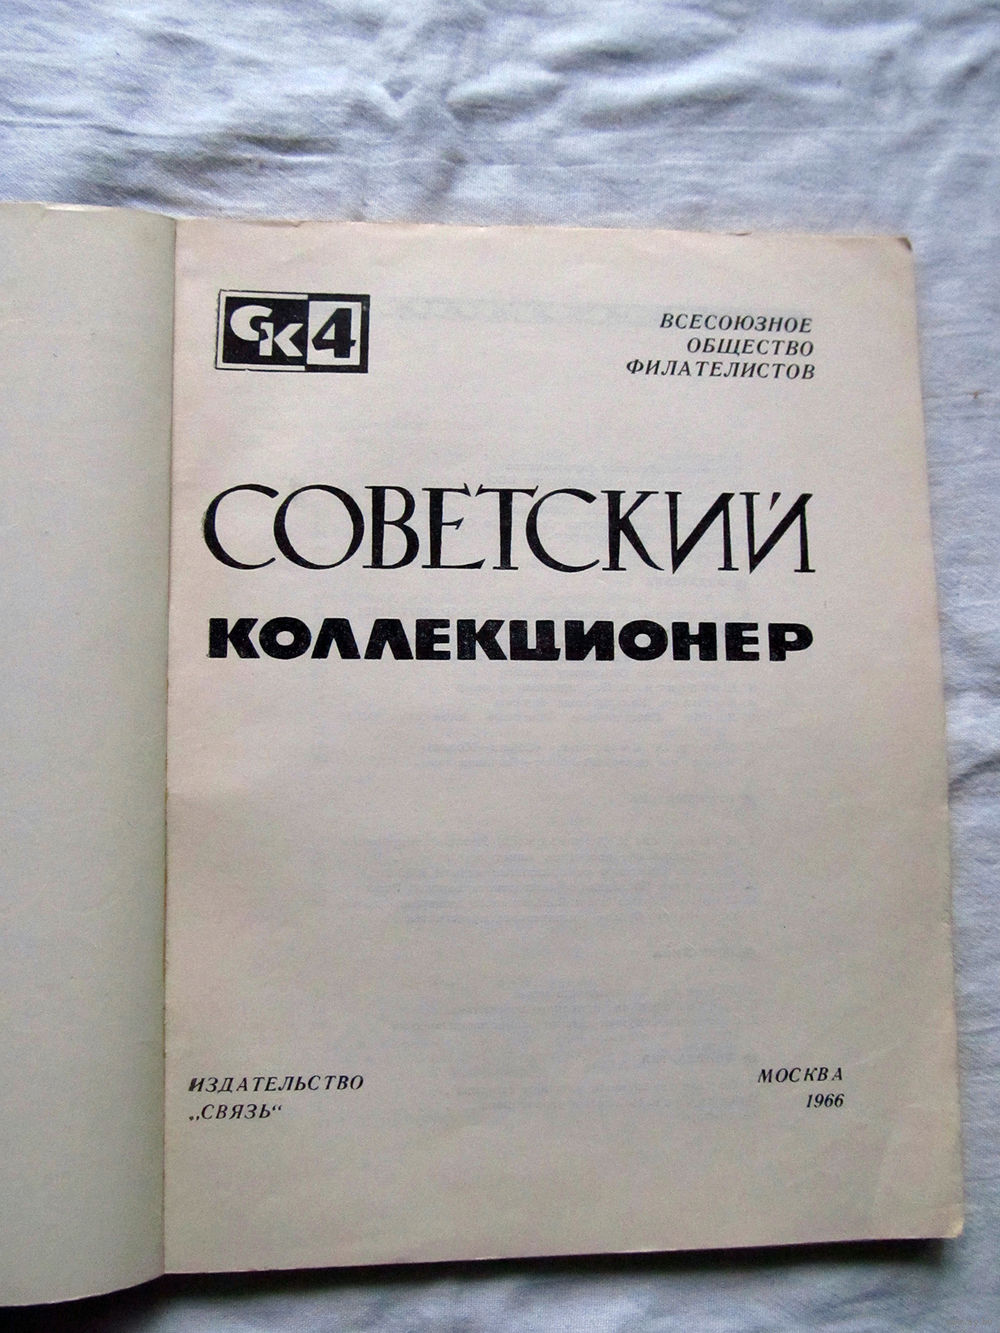 СК4
ВСЕСОЮЗНОЕ
ОБЩЕСТВО
ФИЛАТЕЛИСТОВ
СОВЕТСКИЙ
КОЛЛЕКЦИОНЕР
ИЗДАТЕЛЬСТВО
„СВЯЗЬ“
МОСКВА
1966